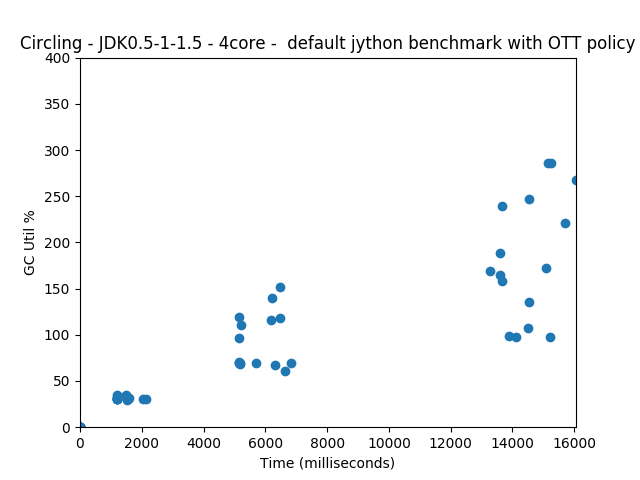 Circling - JDK0.5-1-1.5 - 4core -  default jython benchmark with OTT policy
400
350
300
250
200
150
100
50
0
GC Util %
0 2000 4000 6000 8000 10000 12000 14000 16000
Time (milliseconds)